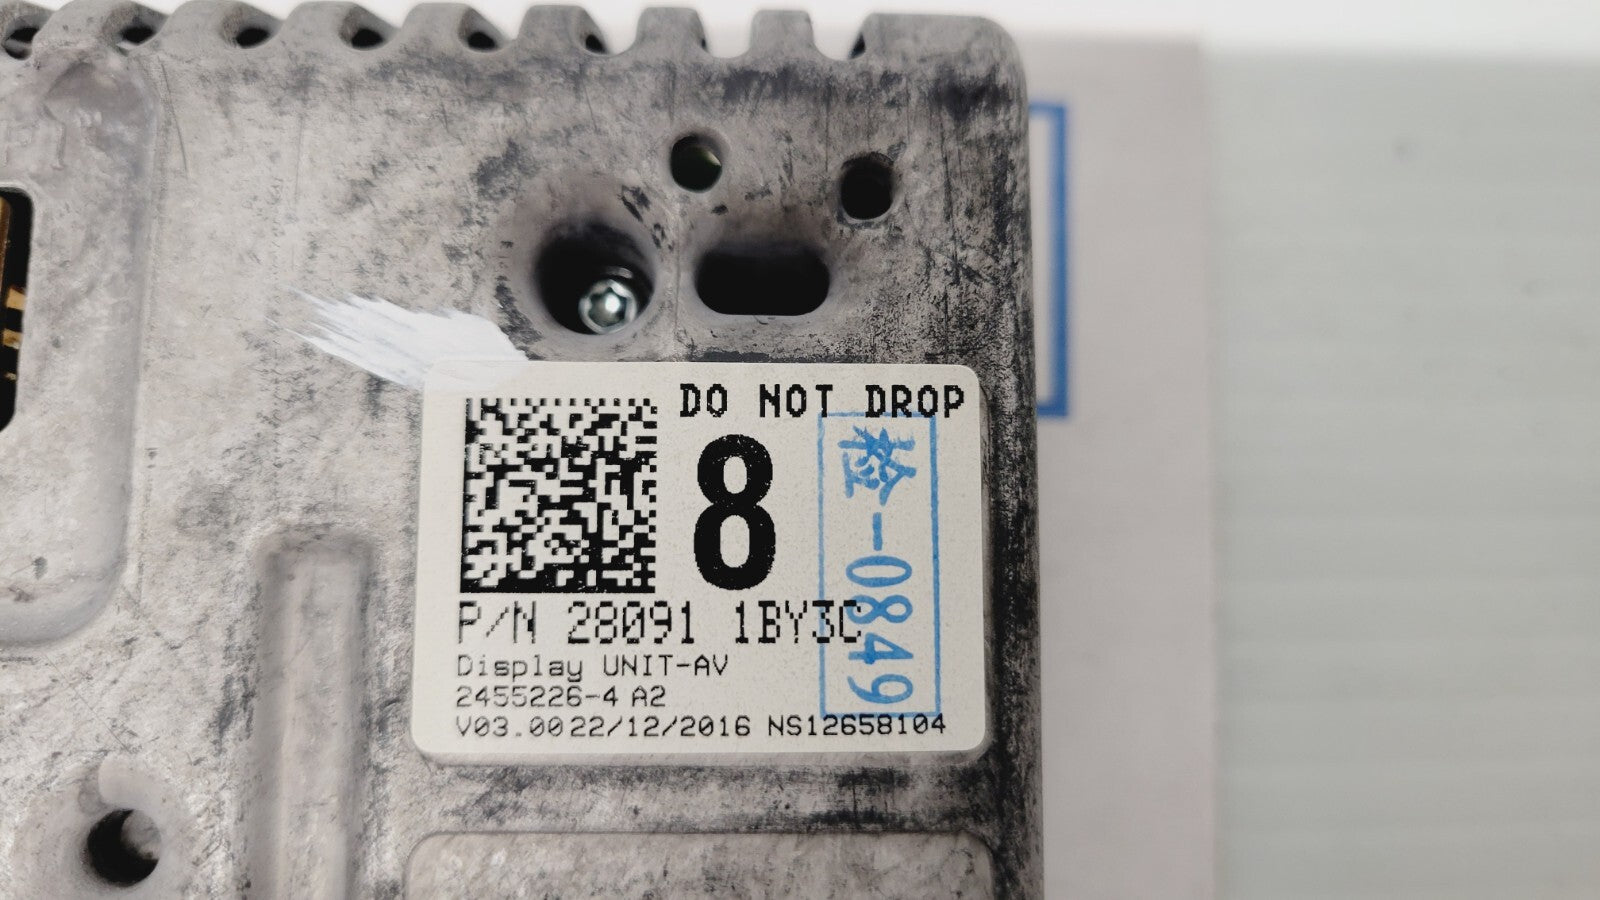 DO NOT DROP
8
检-0849
P/N 28091 1BY3C
Display UNIT-AV
2455226-4 A2
V03.00 22/12/2016 NS12658104